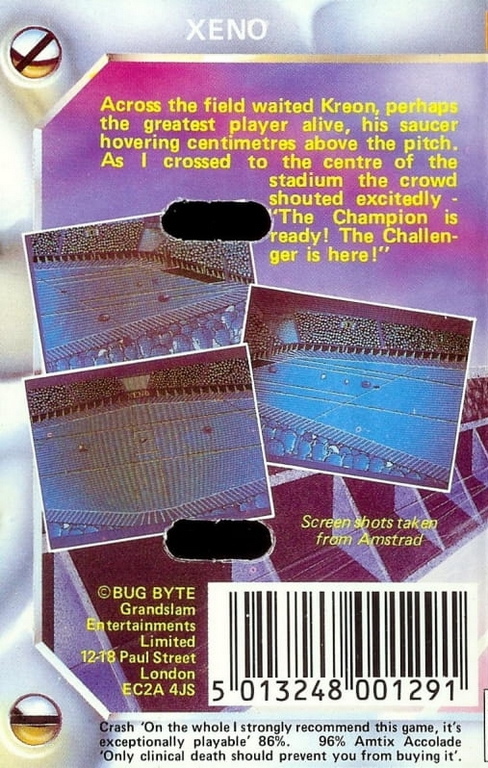 XENO
Across the field waited Kreon, perhaps
the greatest player alive, his saucer
hovering centimetres above the pitch.
As I crossed to the centre of the
stadium the crowd
shouted excitedly -
'The Champion is
ready! The Challen-
ger is here!"
Screen shots taken
from Amstrad
©BUG BYTE
Grandslam
Entertainments
Limited
12-18 Paul Street
London
EC2A 4JS
5 013248 001291
Crash 'On the whole I strongly recommend this game, it's
exceptionally playable' 86%. 96% Amtix Accolade
'Only clinical death should prevent you from buying it'.